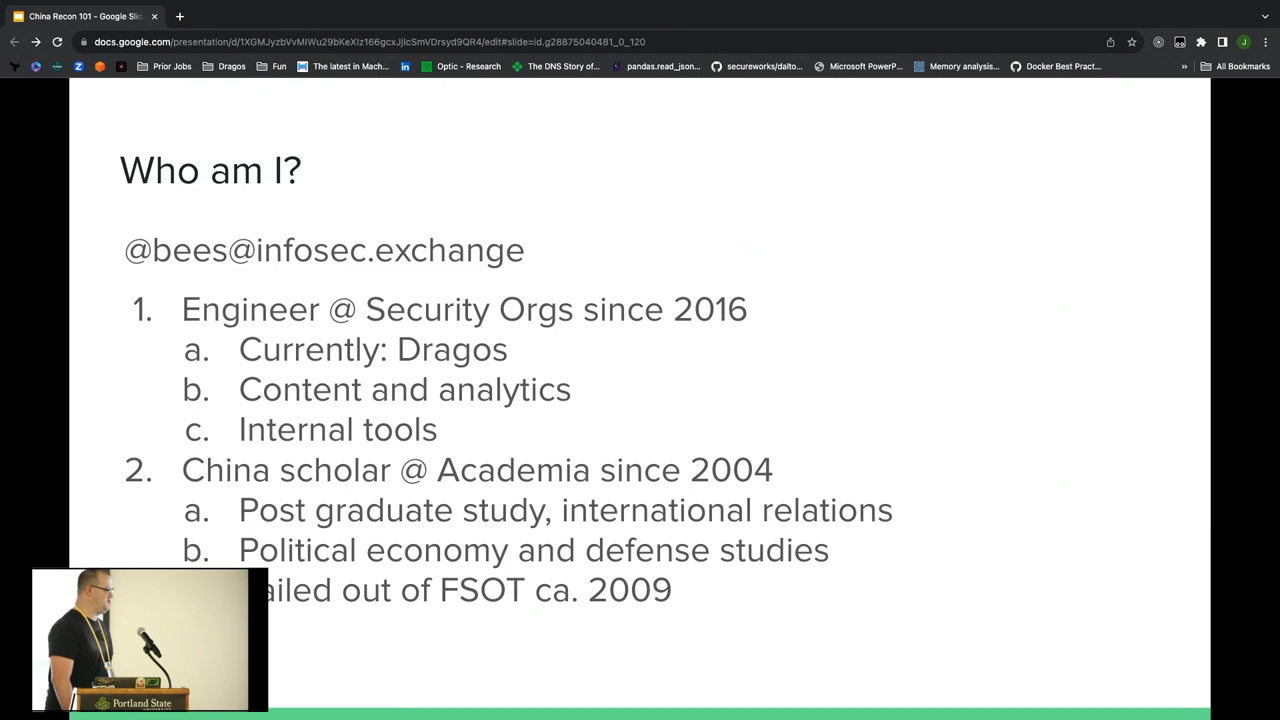 China Recon 101 - Google Slid
docs.google.com/presentation/d/1XGMJyzbVvMIWu29bKeXIz166gcxJjIcSmVDrsyd9QR4/edit#slide=id.g28875040481_0_120
Prior Jobs
Dragos
Fun
The latest in Mach...
Optic - Research
The DNS Story of...
pandas.read_json...
secureworks/dalto...
Microsoft PowerP...
Memory analysis...
Docker Best Pract...
»
All Bookmarks
Who am I?
@bees@infosec.exchange
1. Engineer @ Security Orgs since 2016
a. Currently: Dragos
b. Content and analytics
c. Internal tools
2. China scholar @ Academia since 2004
a. Post graduate study, international relations
b. Political economy and defense studies
ailed out of FSOT ca. 2009
Portland State
UNIVERSITY